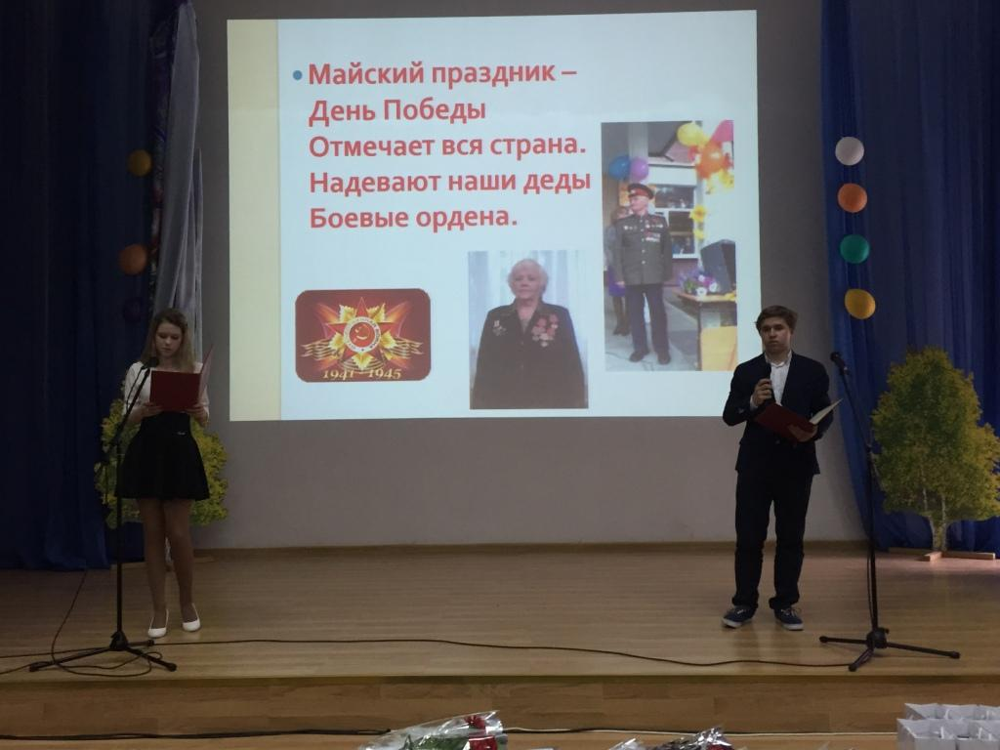 Майский праздник –
День Победы
Отмечает вся страна.
Надевают наши деды
Боевые ордена.
1941 1945